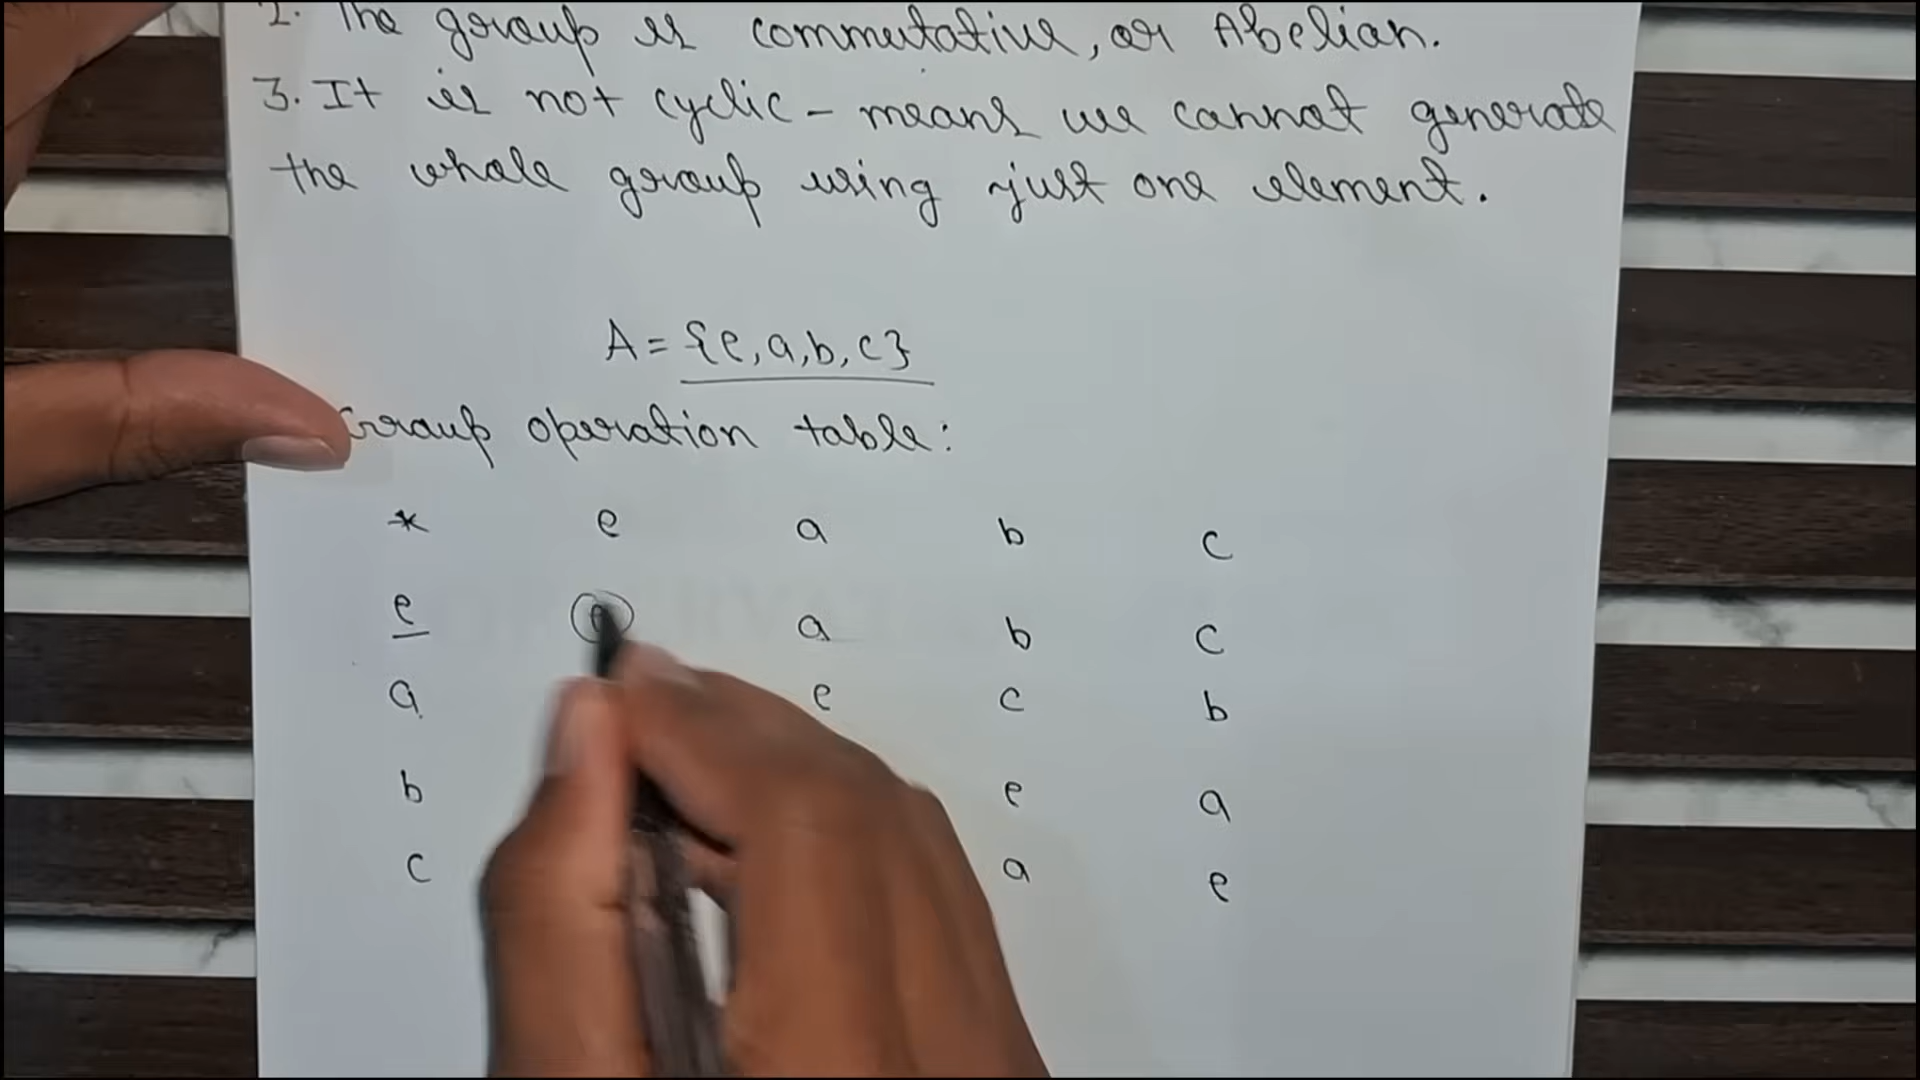 2. The group is commutative, or Abelian.
3. It is not cyclic - means we cannot generate
the whole group using just one element.
A = {e, a, b, c}
Group operation table:
* e a b c
e e a b c
a e c b
b e a
c a e